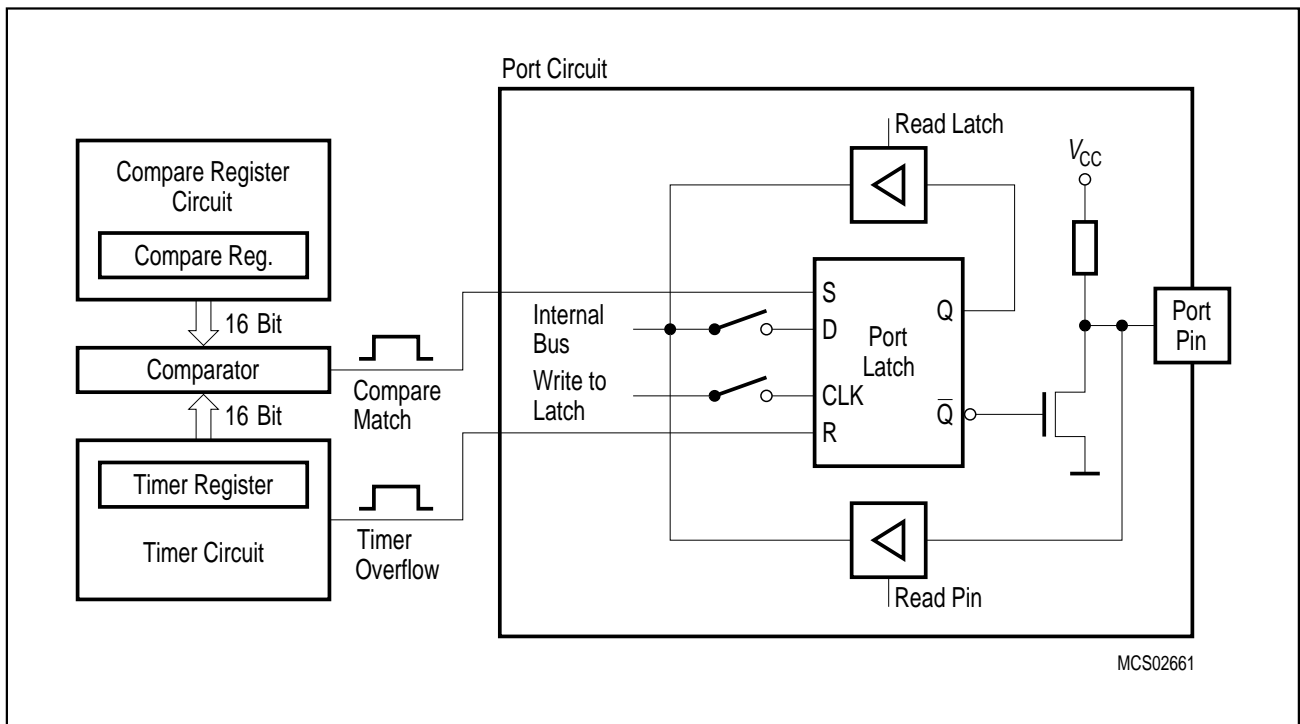 Port Circuit
Compare Register
Circuit
Compare Reg.
16 Bit
Comparator
16 Bit
Timer Register
Timer Circuit
Compare
Match
Timer
Overflow
Internal
Bus
Write to
Latch
Read Latch
S
D
CLK
R
Port
Latch
Q
Q̅
Read Pin
VCC
Port
Pin
MCS02661